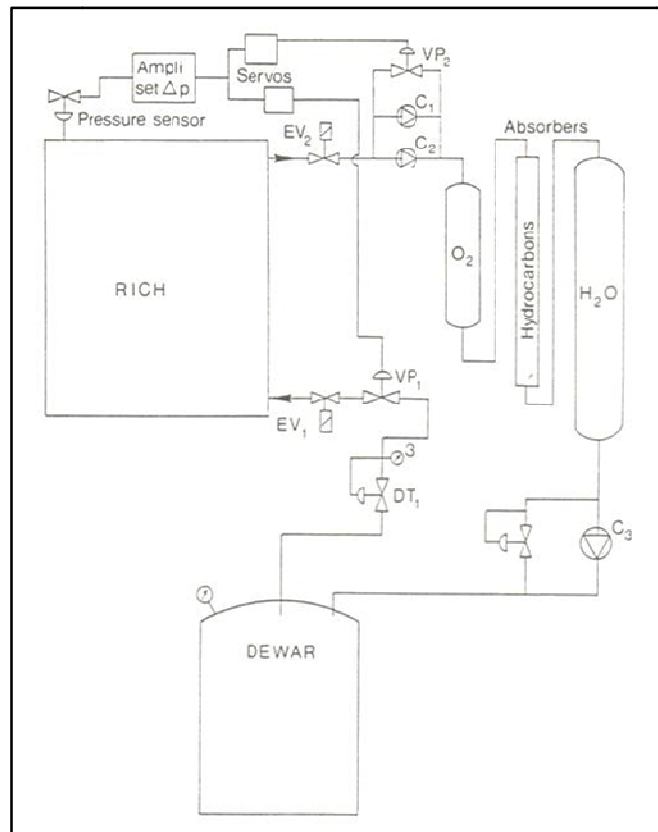 Ampli
set Δp
Servos
VP₂
Pressure sensor
C₁
EV₂
C₂
Absorbers
RICH
O₂
Hydrocarbons
H₂O
VP₁
EV₁
3
DT₁
C₃
DEWAR